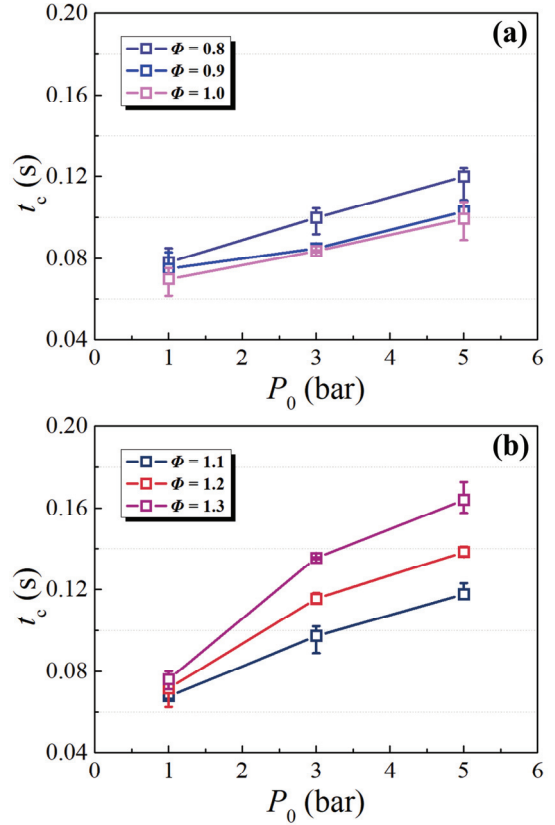 (a)
0.20
0.16
0.12
0.08
0.04
t_c (s)
Φ = 0.8
Φ = 0.9
Φ = 1.0
0 1 2 3 4 5 6
P_0 (bar)
(b)
0.20
0.16
0.12
0.08
0.04
t_c (s)
Φ = 1.1
Φ = 1.2
Φ = 1.3
0 1 2 3 4 5 6
P_0 (bar)